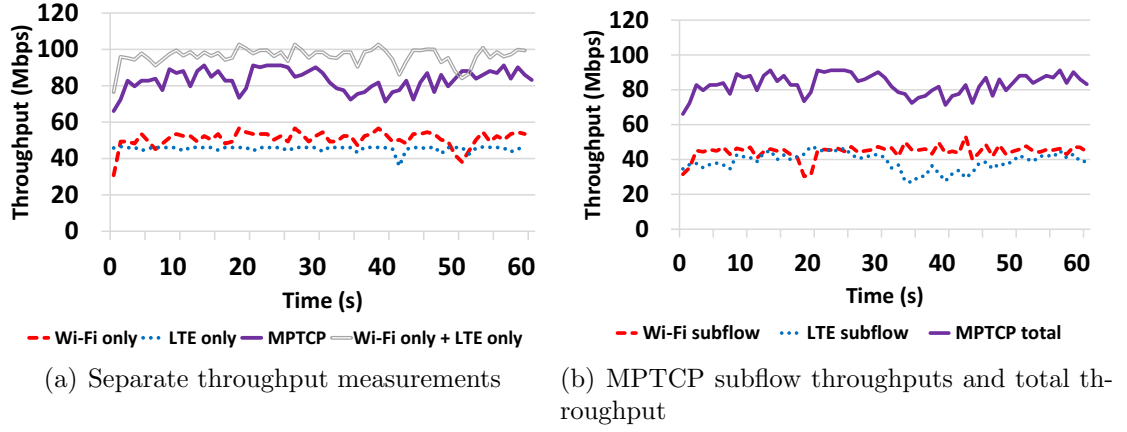 120
100
80
60
40
20
0
Throughput (Mbps)
0 10 20 30 40 50 60
Time (s)
Wi-Fi only LTE only MPTCP Wi-Fi only + LTE only
(a) Separate throughput measurements
120
100
80
60
40
20
0
Throughput (Mbps)
0 10 20 30 40 50 60
Time (s)
Wi-Fi subflow LTE subflow MPTCP total
(b) MPTCP subflow throughputs and total th-
roughput